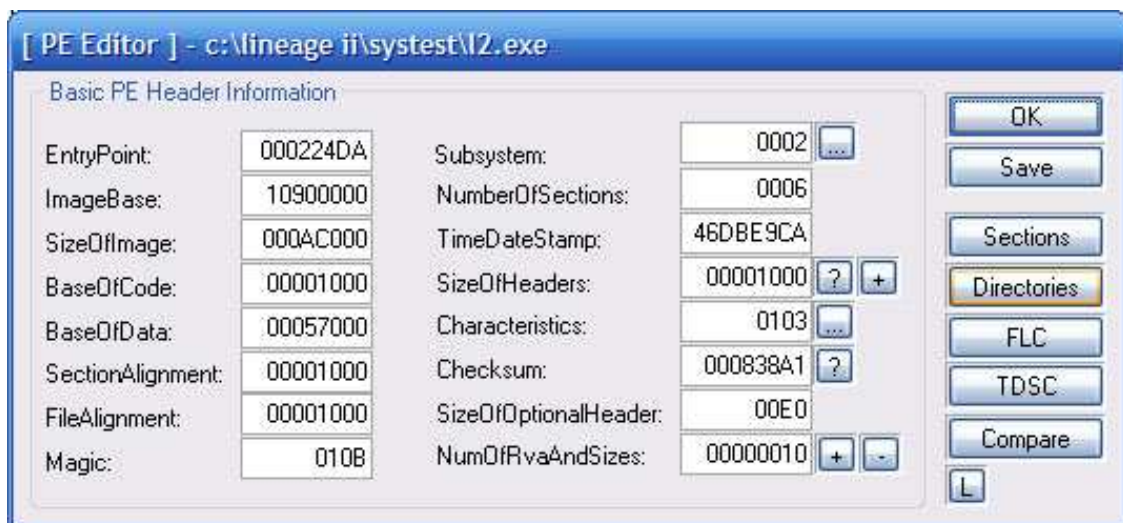 [ PE Editor ] - c:\lineage ii\systest\l2.exe
Basic PE Header Information
EntryPoint: 000224DA
ImageBase: 10900000
SizeOfImage: 000AC000
BaseOfCode: 00001000
BaseOfData: 00057000
SectionAlignment: 00001000
FileAlignment: 00001000
Magic: 010B
Subsystem: 0002 ...
NumberOfSections: 0006
TimeDateStamp: 46DBE9CA
SizeOfHeaders: 00001000 ? +
Characteristics: 0103 ...
Checksum: 000838A1 ?
SizeOfOptionalHeader: 00E0
NumOfRvaAndSizes: 00000010 + -
OK
Save
Sections
Directories
FLC
TDSC
Compare
L